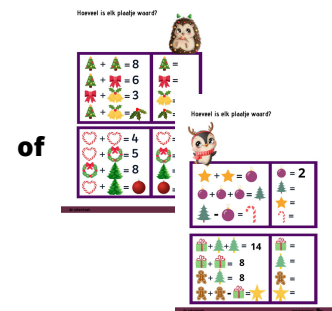 Hoeveel is elk plaatje waard?
+ = 8 =
+ = 6 =
+ = 3
+ =
of
+ = 4
+ = 5
+ = 8
+ =
Hoeveel is elk plaatje waard?
+ = = 2
+ + = =
- = =
=
+ + = 14 =
+ = 8 =
+ = 8 =
+ - = =